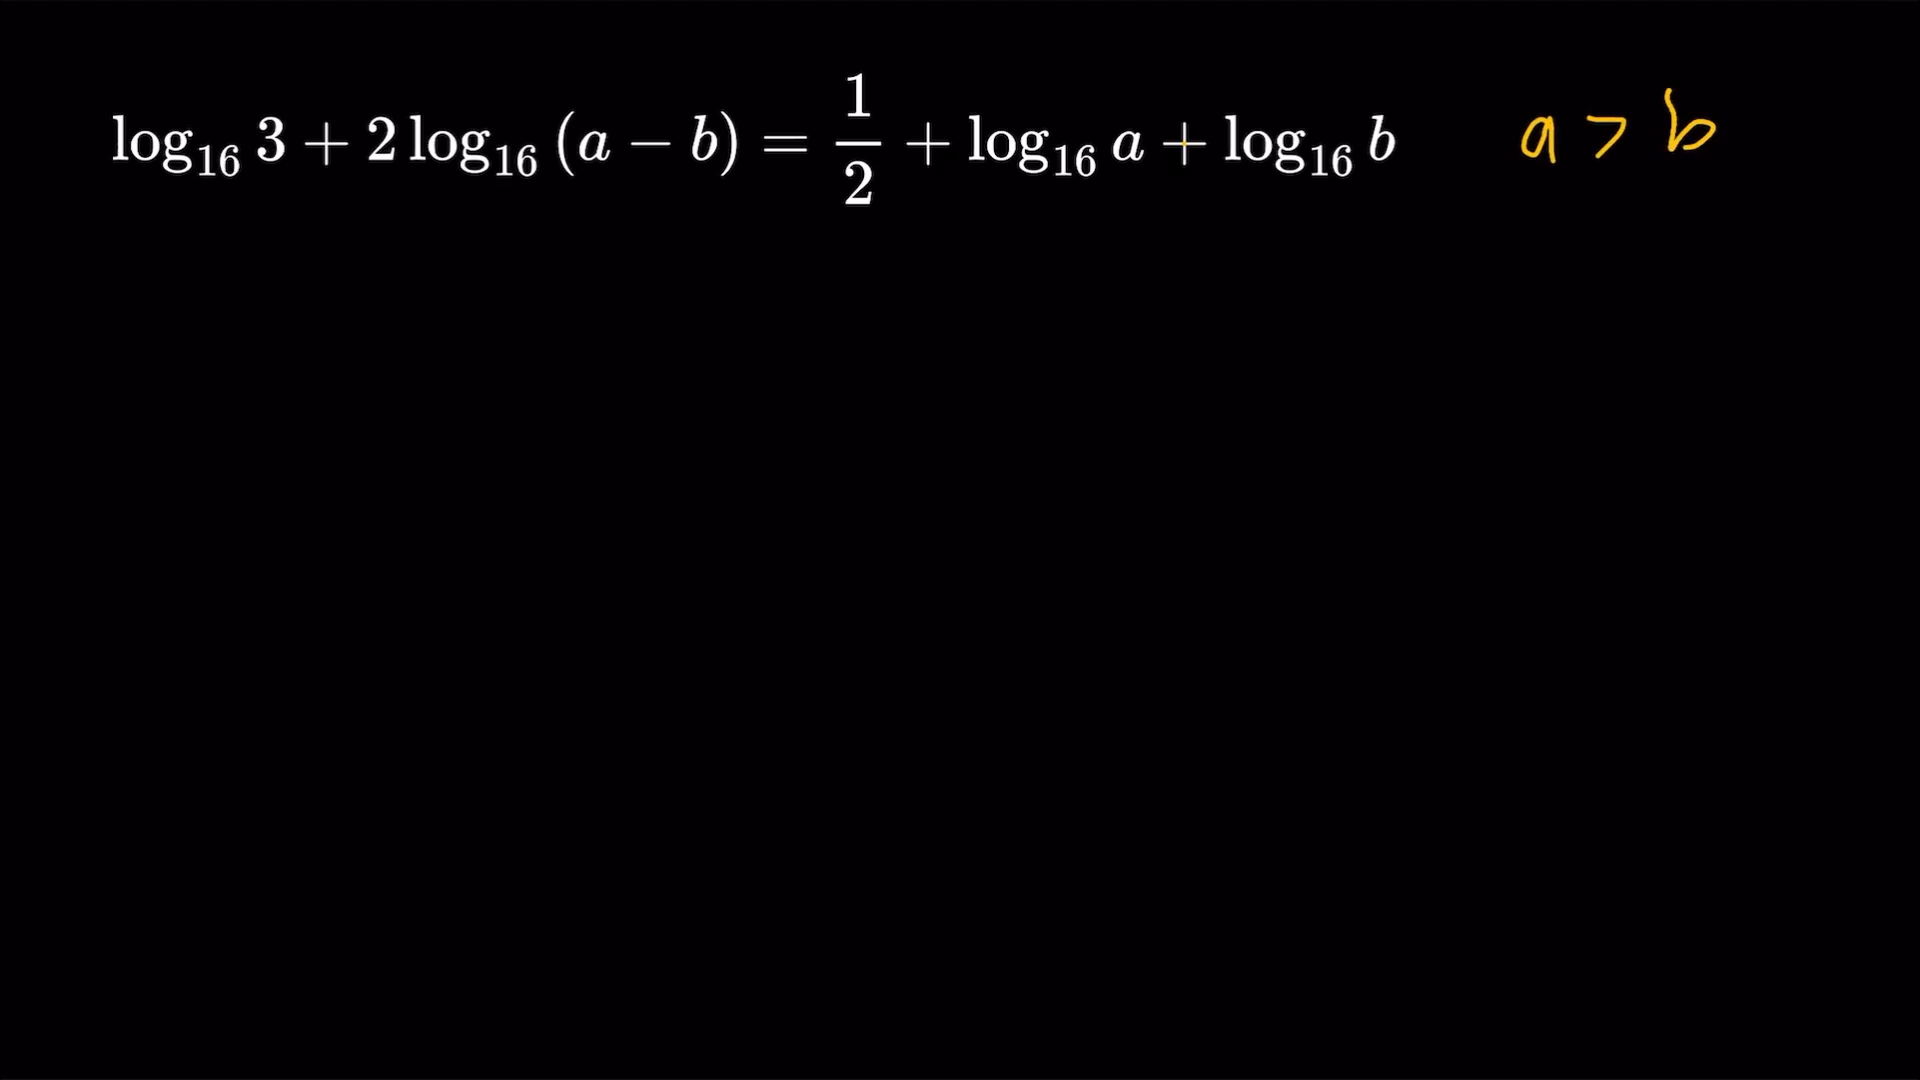 log₁₆ 3 + 2 log₁₆ (a − b) = 1/2 + log₁₆ a + log₁₆ b a > b